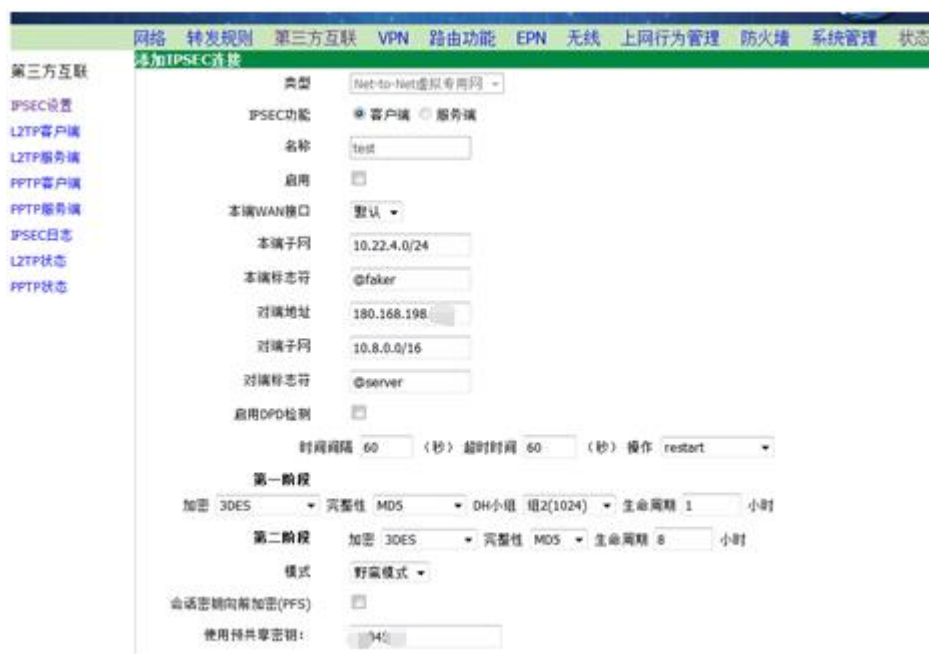 网络 转发规则 第三方互联 VPN 路由功能 EPN 无线 上网行为管理 防火墙 系统管理 状态
第三方互联
IPSEC设置
L2TP客户端
L2TP服务端
PPTP客户端
PPTP服务端
IPSEC日志
L2TP状态
PPTP状态
添加IPSEC连接
类型 Net-to-Net虚拟专用网
IPSEC功能 客户端 服务端
名称 test
启用
本端WAN接口 默认
本端子网 10.22.4.0/24
本端标志符 @faker
对端地址 180.168.198.
对端子网 10.8.0.0/16
对端标志符 @server
启用DPD检测
时间间隔 60 (秒) 超时时间 60 (秒) 操作 restart
第一阶段
加密 3DES 完整性 MD5 DH小组 组2(1024) 生命周期 1 小时
第二阶段 加密 3DES 完整性 MD5 生命周期 8 小时
模式 野蛮模式
会话密钥向前加密(PFS)
使用预共享密钥: